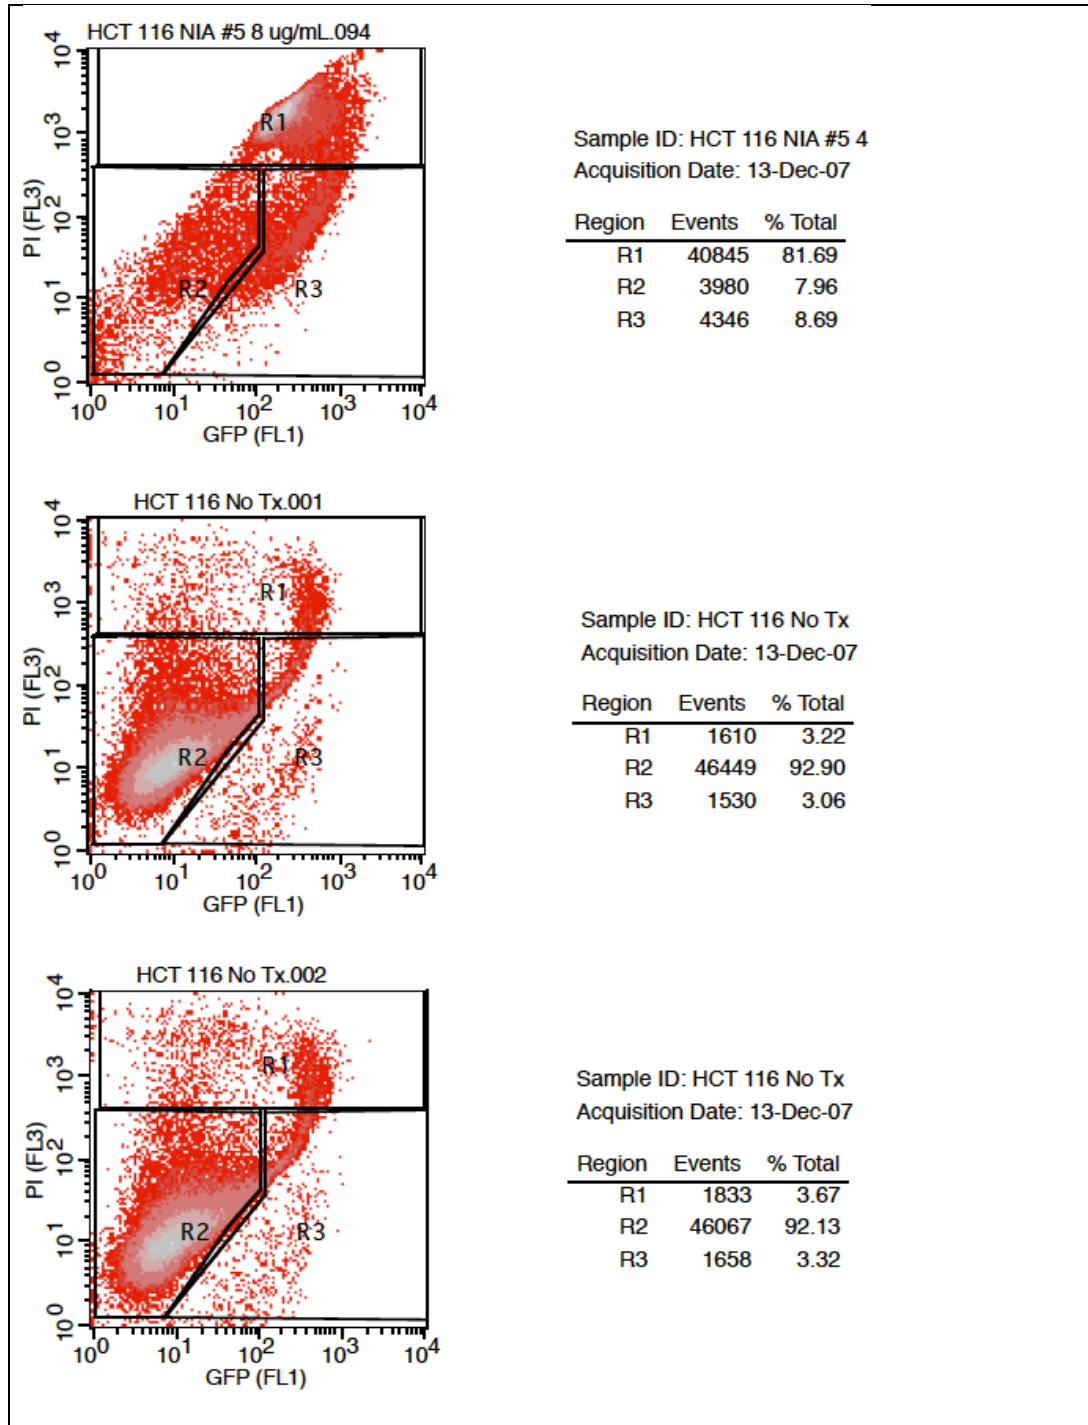 HCT 116 NIA #5 8 ug/mL.094
10^4
10^3
10^2
10^1
10^0
PI (FL3)
R1
R2
R3
10^0 10^1 10^2 10^3 10^4
GFP (FL1)
Sample ID: HCT 116 NIA #5 4
Acquisition Date: 13-Dec-07
Region Events % Total
R1 40845 81.69
R2 3980 7.96
R3 4346 8.69
HCT 116 No Tx.001
10^4
10^3
10^2
10^1
10^0
PI (FL3)
R1
R2
R3
10^0 10^1 10^2 10^3 10^4
GFP (FL1)
Sample ID: HCT 116 No Tx
Acquisition Date: 13-Dec-07
Region Events % Total
R1 1610 3.22
R2 46449 92.90
R3 1530 3.06
HCT 116 No Tx.002
10^4
10^3
10^2
10^1
10^0
PI (FL3)
R1
R2
R3
10^0 10^1 10^2 10^3 10^4
GFP (FL1)
Sample ID: HCT 116 No Tx
Acquisition Date: 13-Dec-07
Region Events % Total
R1 1833 3.67
R2 46067 92.13
R3 1658 3.32